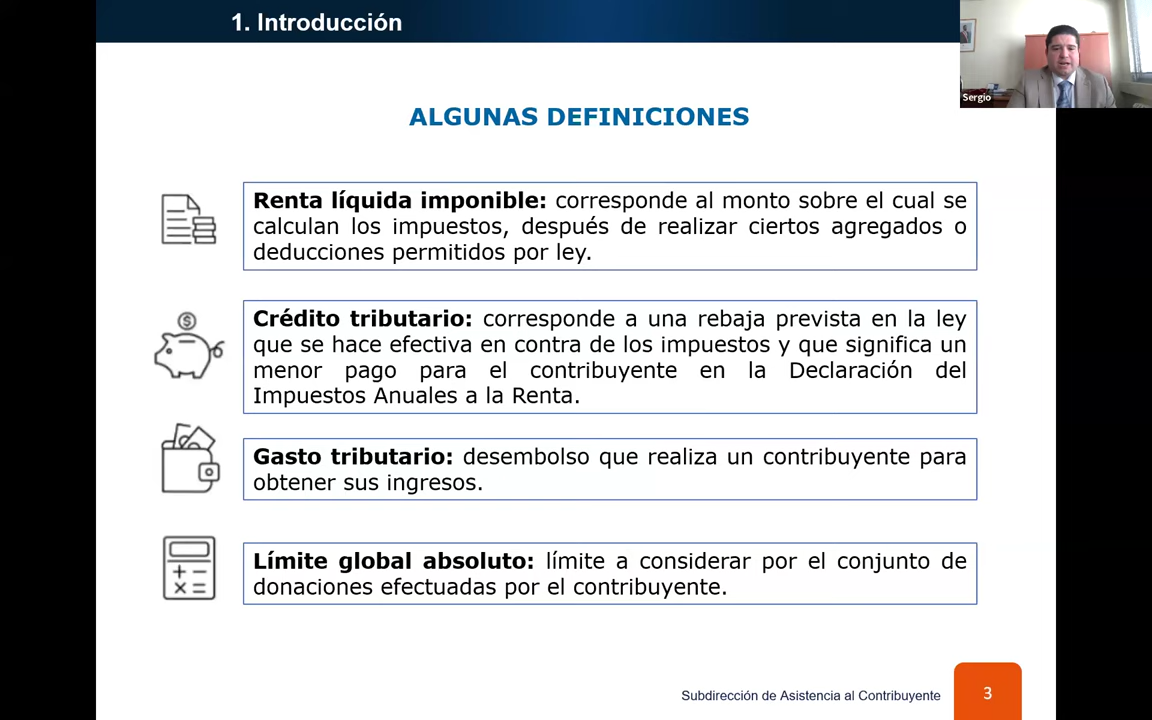 1. Introducción
Sergio
ALGUNAS DEFINICIONES
Renta líquida imponible: corresponde al monto sobre el cual se
calculan los impuestos, después de realizar ciertos agregados o
deducciones permitidos por ley.
Crédito tributario: corresponde a una rebaja prevista en la ley
que se hace efectiva en contra de los impuestos y que significa un
menor pago para el contribuyente en la Declaración del
Impuestos Anuales a la Renta.
Gasto tributario: desembolso que realiza un contribuyente para
obtener sus ingresos.
Límite global absoluto: límite a considerar por el conjunto de
donaciones efectuadas por el contribuyente.
Subdirección de Asistencia al Contribuyente
3